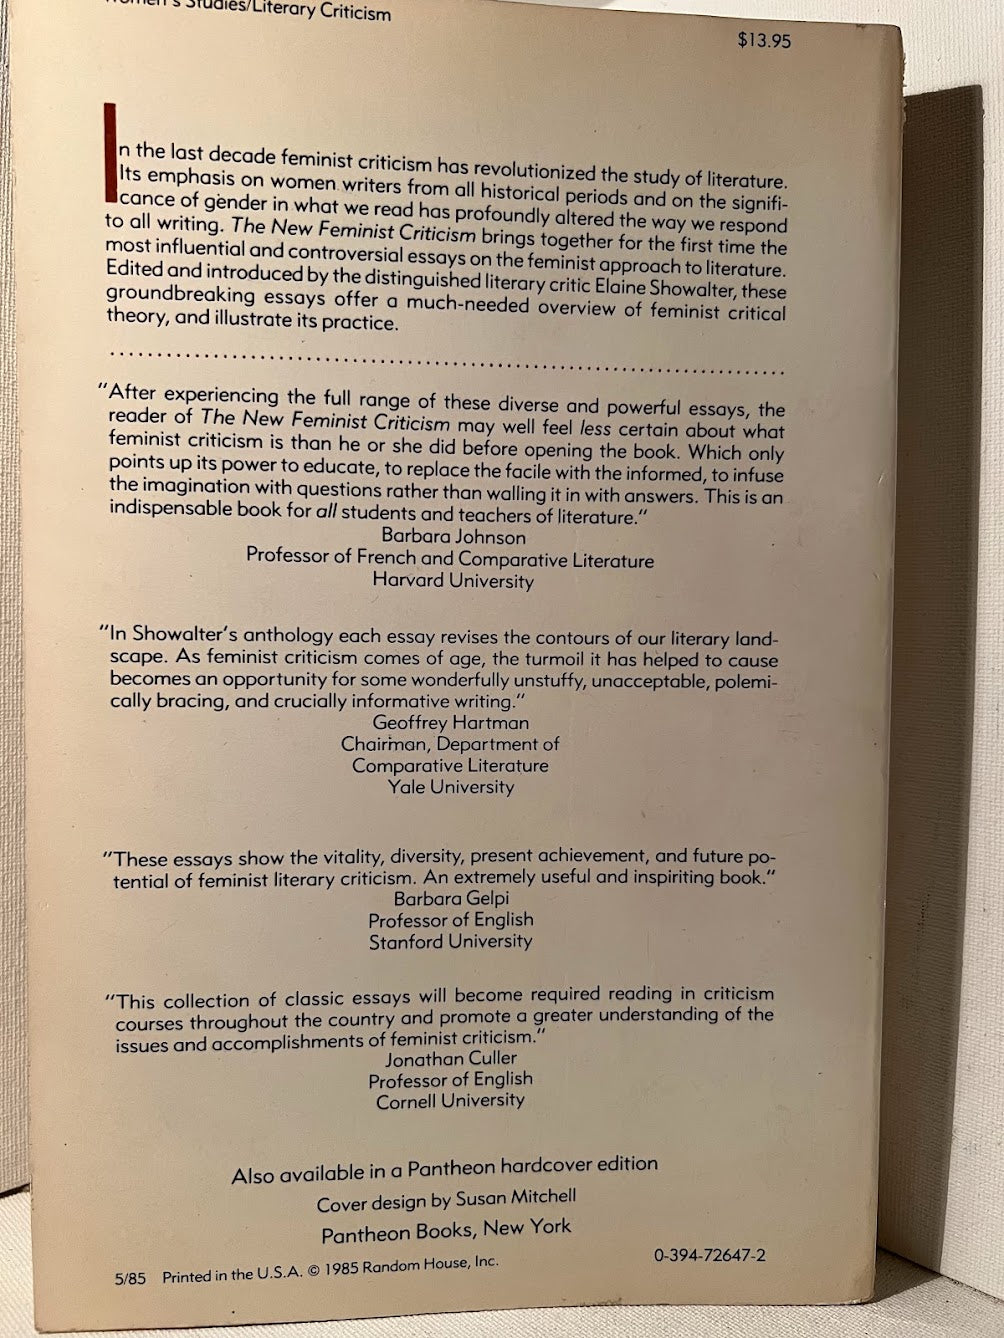 Women's Studies/Literary Criticism
$13.95
In the last decade feminist criticism has revolutionized the study of literature.
Its emphasis on women writers from all historical periods and on the signifi-
cance of gender in what we read has profoundly altered the way we respond
to all writing. The New Feminist Criticism brings together for the first time the
most influential and controversial essays on the feminist approach to literature.
Edited and introduced by the distinguished literary critic Elaine Showalter, these
groundbreaking essays offer a much-needed overview of feminist critical
theory, and illustrate its practice.
"After experiencing the full range of these diverse and powerful essays, the
reader of The New Feminist Criticism may well feel less certain about what
feminist criticism is than he or she did before opening the book. Which only
points up its power to educate, to replace the facile with the informed, to infuse
the imagination with questions rather than walling it in with answers. This is an
indispensable book for all students and teachers of literature."
Barbara Johnson
Professor of French and Comparative Literature
Harvard University
"In Showalter's anthology each essay revises the contours of our literary land-
scape. As feminist criticism comes of age, the turmoil it has helped to cause
becomes an opportunity for some wonderfully unstuffy, unacceptable, polemi-
cally bracing, and crucially informative writing."
Geoffrey Hartman
Chairman, Department of
Comparative Literature
Yale University
"These essays show the vitality, diversity, present achievement, and future po-
tential of feminist literary criticism. An extremely useful and inspiriting book."
Barbara Gelpi
Professor of English
Stanford University
"This collection of classic essays will become required reading in criticism
courses throughout the country and promote a greater understanding of the
issues and accomplishments of feminist criticism."
Jonathan Culler
Professor of English
Cornell University
Also available in a Pantheon hardcover edition
Cover design by Susan Mitchell
Pantheon Books, New York
5/85 Printed in the U.S.A. © 1985 Random House, Inc.
0-394-72647-2